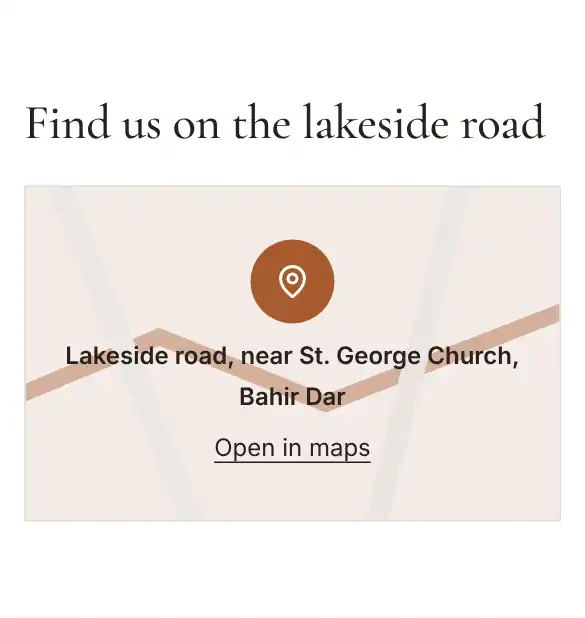 Find us on the lakeside road
Lakeside road, near St. George Church,
Bahir Dar
Open in maps